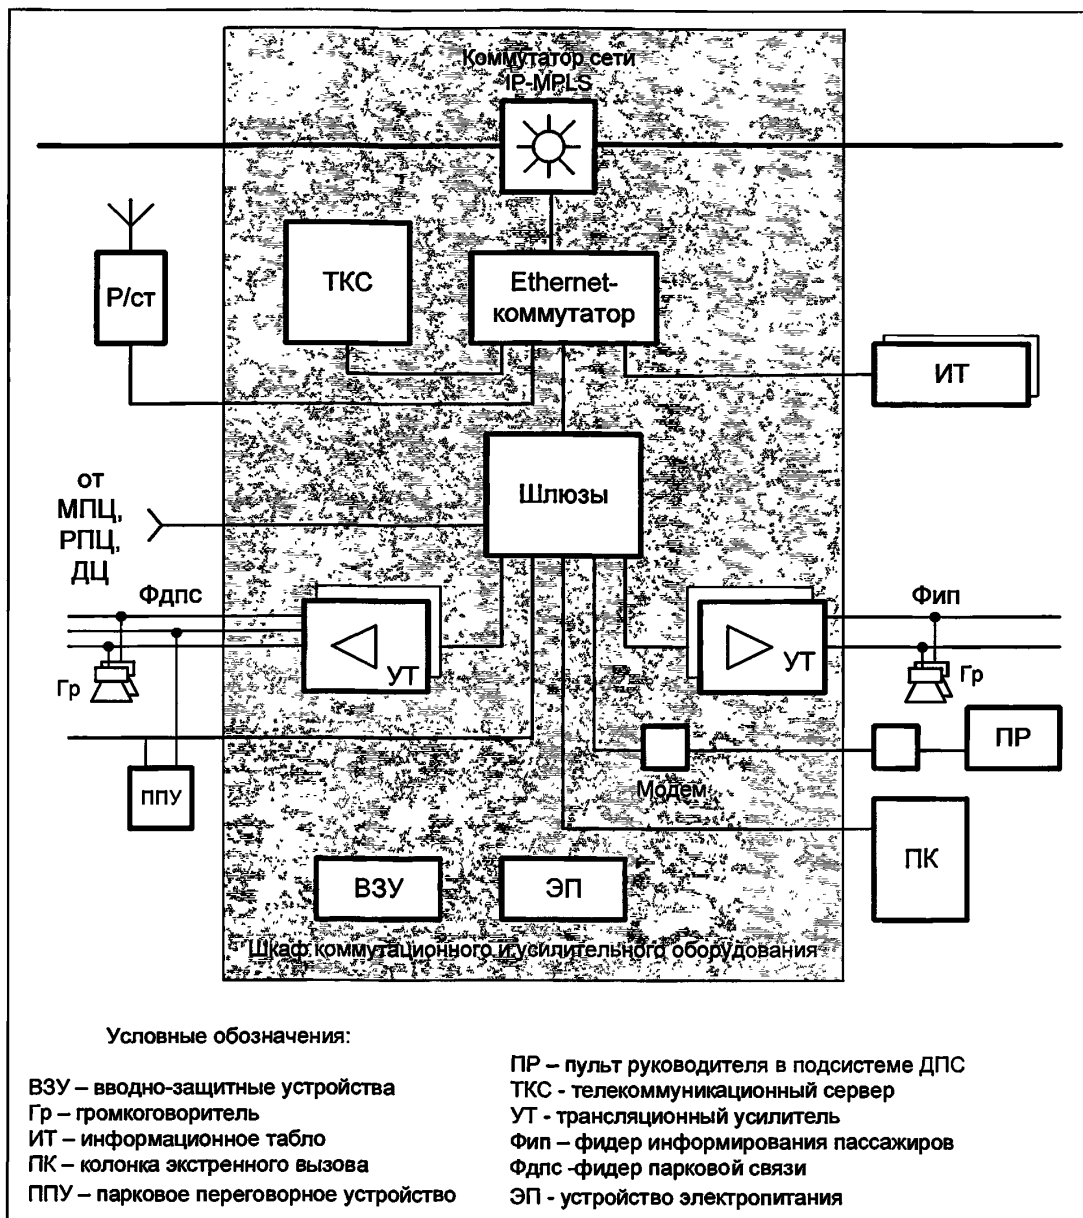 Коммутатор сети
IP-MPLS
ТКС
Ethernet-
коммутатор
Р/ст
ИТ
Шлюзы
от
МПЦ,
РПЦ,
ДЦ
Фдпс
Фип
УТ
УТ
Гр
Гр
ПР
Модем
ППУ
ПК
ВЗУ
ЭП
Шкаф коммутационного и усилительного оборудования
Условные обозначения:
ВЗУ – вводно-защитные устройства
Гр – громкоговоритель
ИТ – информационное табло
ПК – колонка экстренного вызова
ППУ – парковое переговорное устройство
ПР – пульт руководителя в подсистеме ДПС
ТКС - телекоммуникационный сервер
УТ - трансляционный усилитель
Фип – фидер информирования пассажиров
Фдпс -фидер парковой связи
ЭП - устройство электропитания